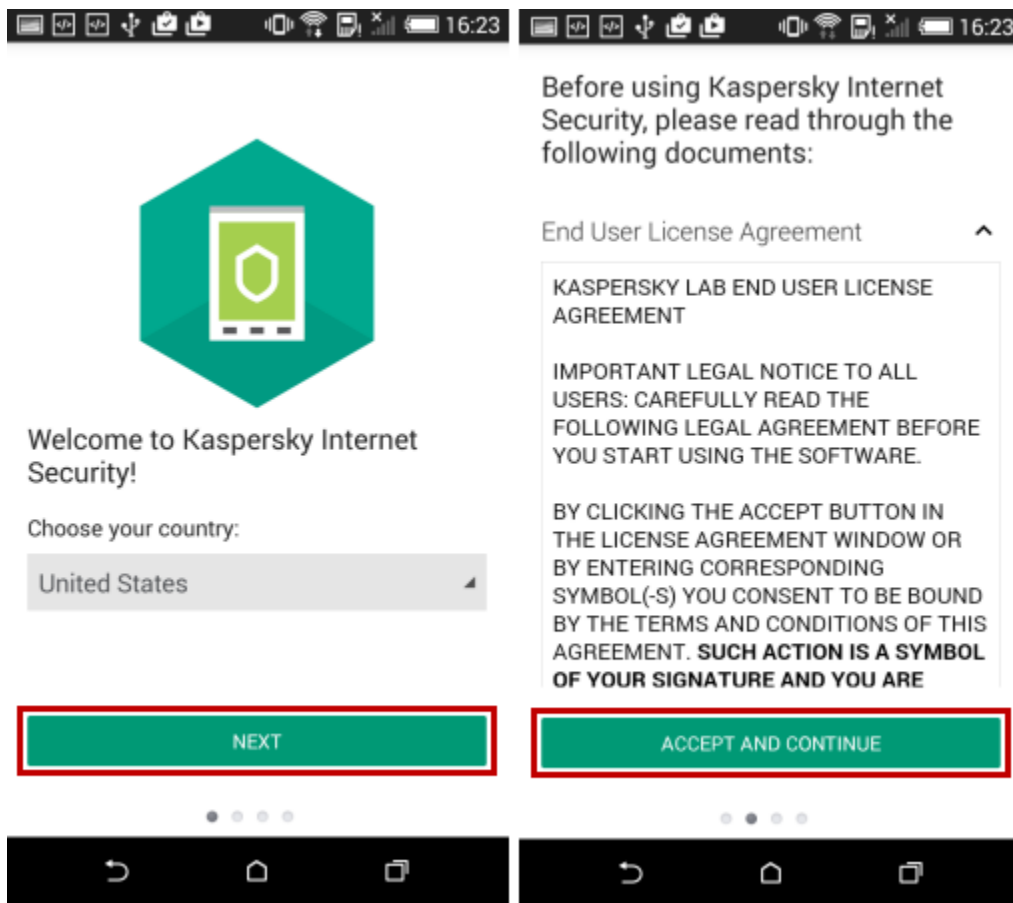 16:23
Welcome to Kaspersky Internet
Security!
Choose your country:
United States
NEXT
16:23
Before using Kaspersky Internet
Security, please read through the
following documents:
End User License Agreement
KASPERSKY LAB END USER LICENSE
AGREEMENT
IMPORTANT LEGAL NOTICE TO ALL
USERS: CAREFULLY READ THE
FOLLOWING LEGAL AGREEMENT BEFORE
YOU START USING THE SOFTWARE.
BY CLICKING THE ACCEPT BUTTON IN
THE LICENSE AGREEMENT WINDOW OR
BY ENTERING CORRESPONDING
SYMBOL(-S) YOU CONSENT TO BE BOUND
BY THE TERMS AND CONDITIONS OF THIS
AGREEMENT. SUCH ACTION IS A SYMBOL
OF YOUR SIGNATURE AND YOU ARE
ACCEPT AND CONTINUE